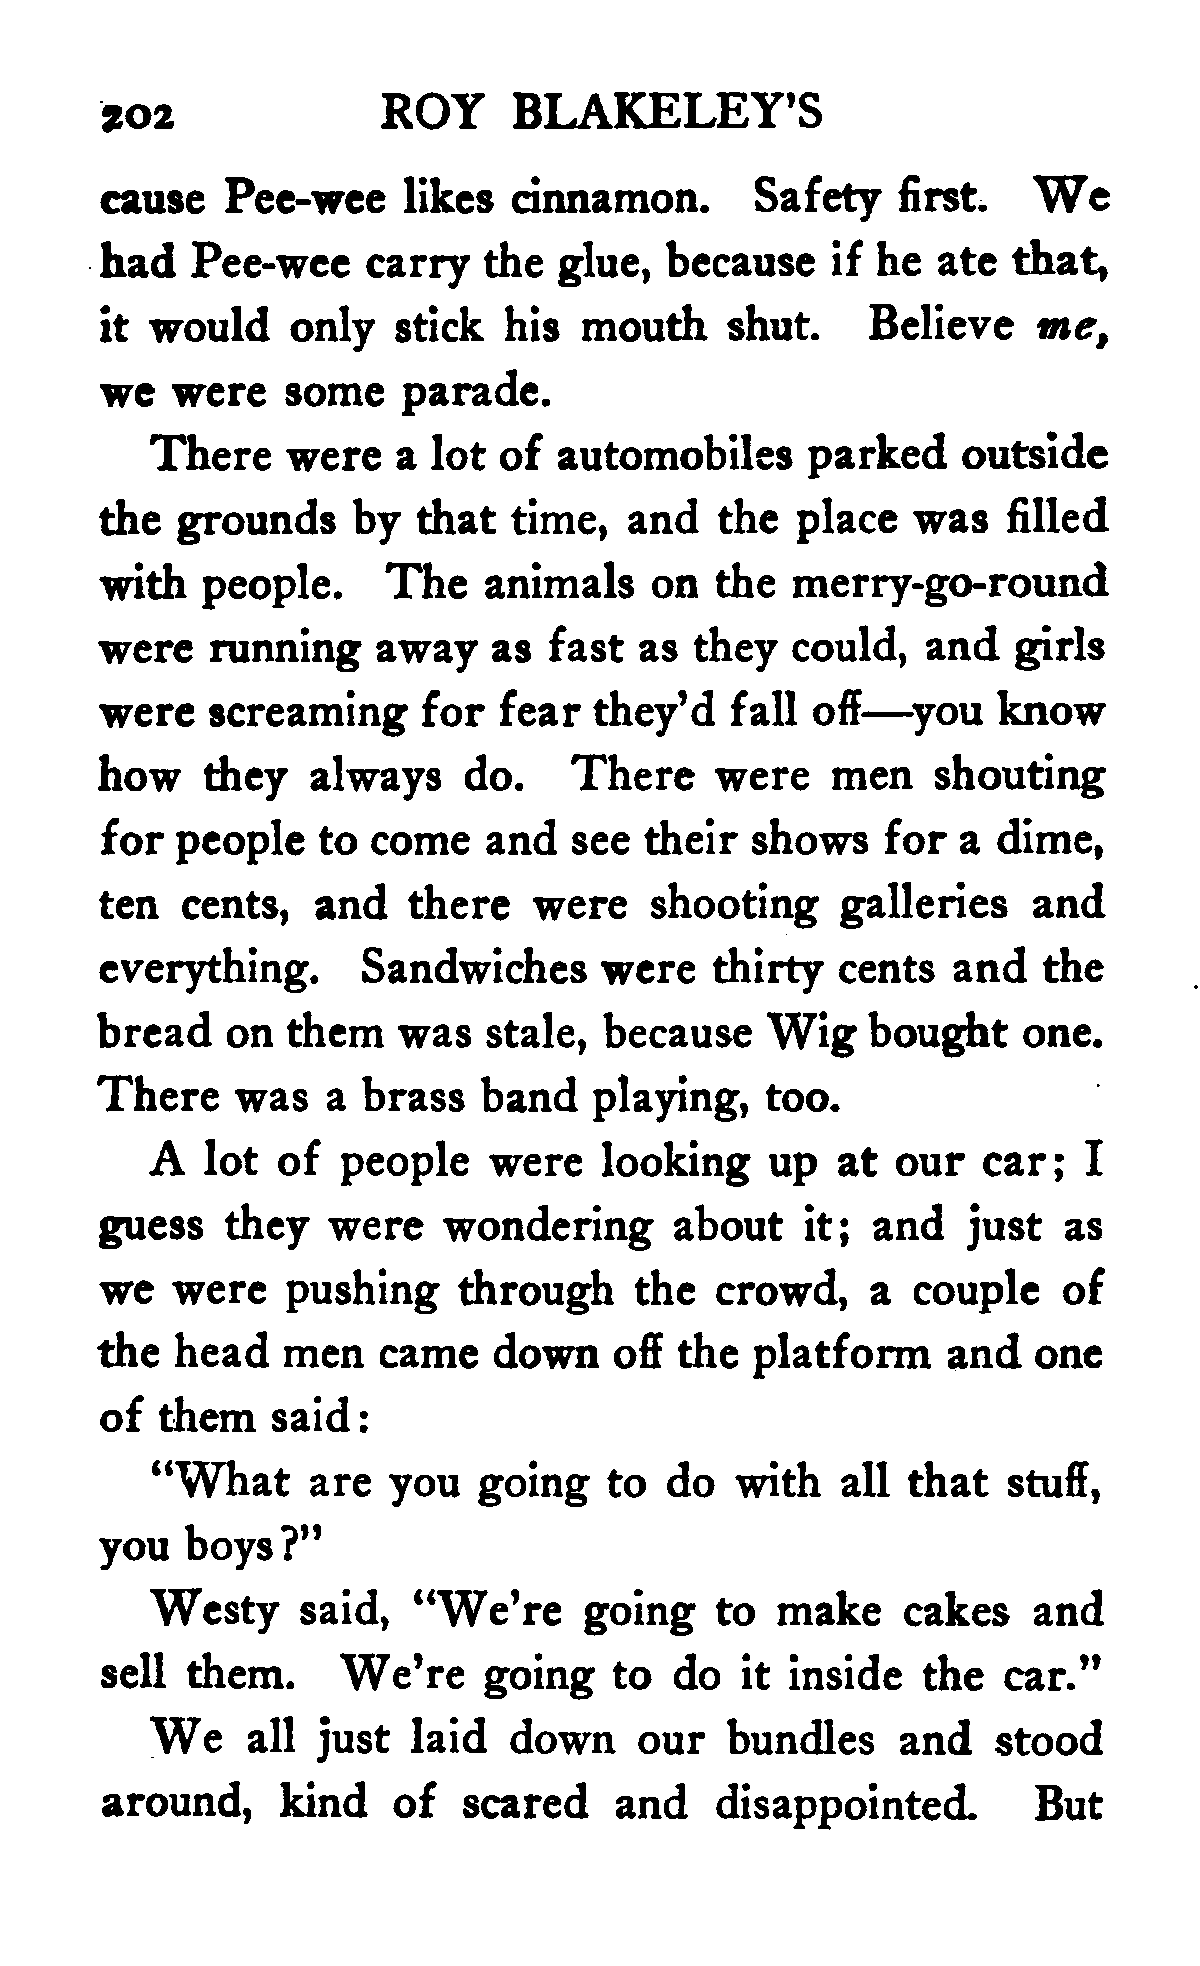 202 ROY BLAKELEY'S
cause Pee-wee likes cinnamon. Safety first. We
had Pee-wee carry the glue, because if he ate that,
it would only stick his mouth shut. Believe me,
we were some parade.
There were a lot of automobiles parked outside
the grounds by that time, and the place was filled
with people. The animals on the merry-go-round
were running away as fast as they could, and girls
were screaming for fear they'd fall off—you know
how they always do. There were men shouting
for people to come and see their shows for a dime,
ten cents, and there were shooting galleries and
everything. Sandwiches were thirty cents and the
bread on them was stale, because Wig bought one.
There was a brass band playing, too.
A lot of people were looking up at our car; I
guess they were wondering about it; and just as
we were pushing through the crowd, a couple of
the head men came down off the platform and one
of them said:
"What are you going to do with all that stuff,
you boys?"
Westy said, "We're going to make cakes and
sell them. We're going to do it inside the car."
We all just laid down our bundles and stood
around, kind of scared and disappointed. But